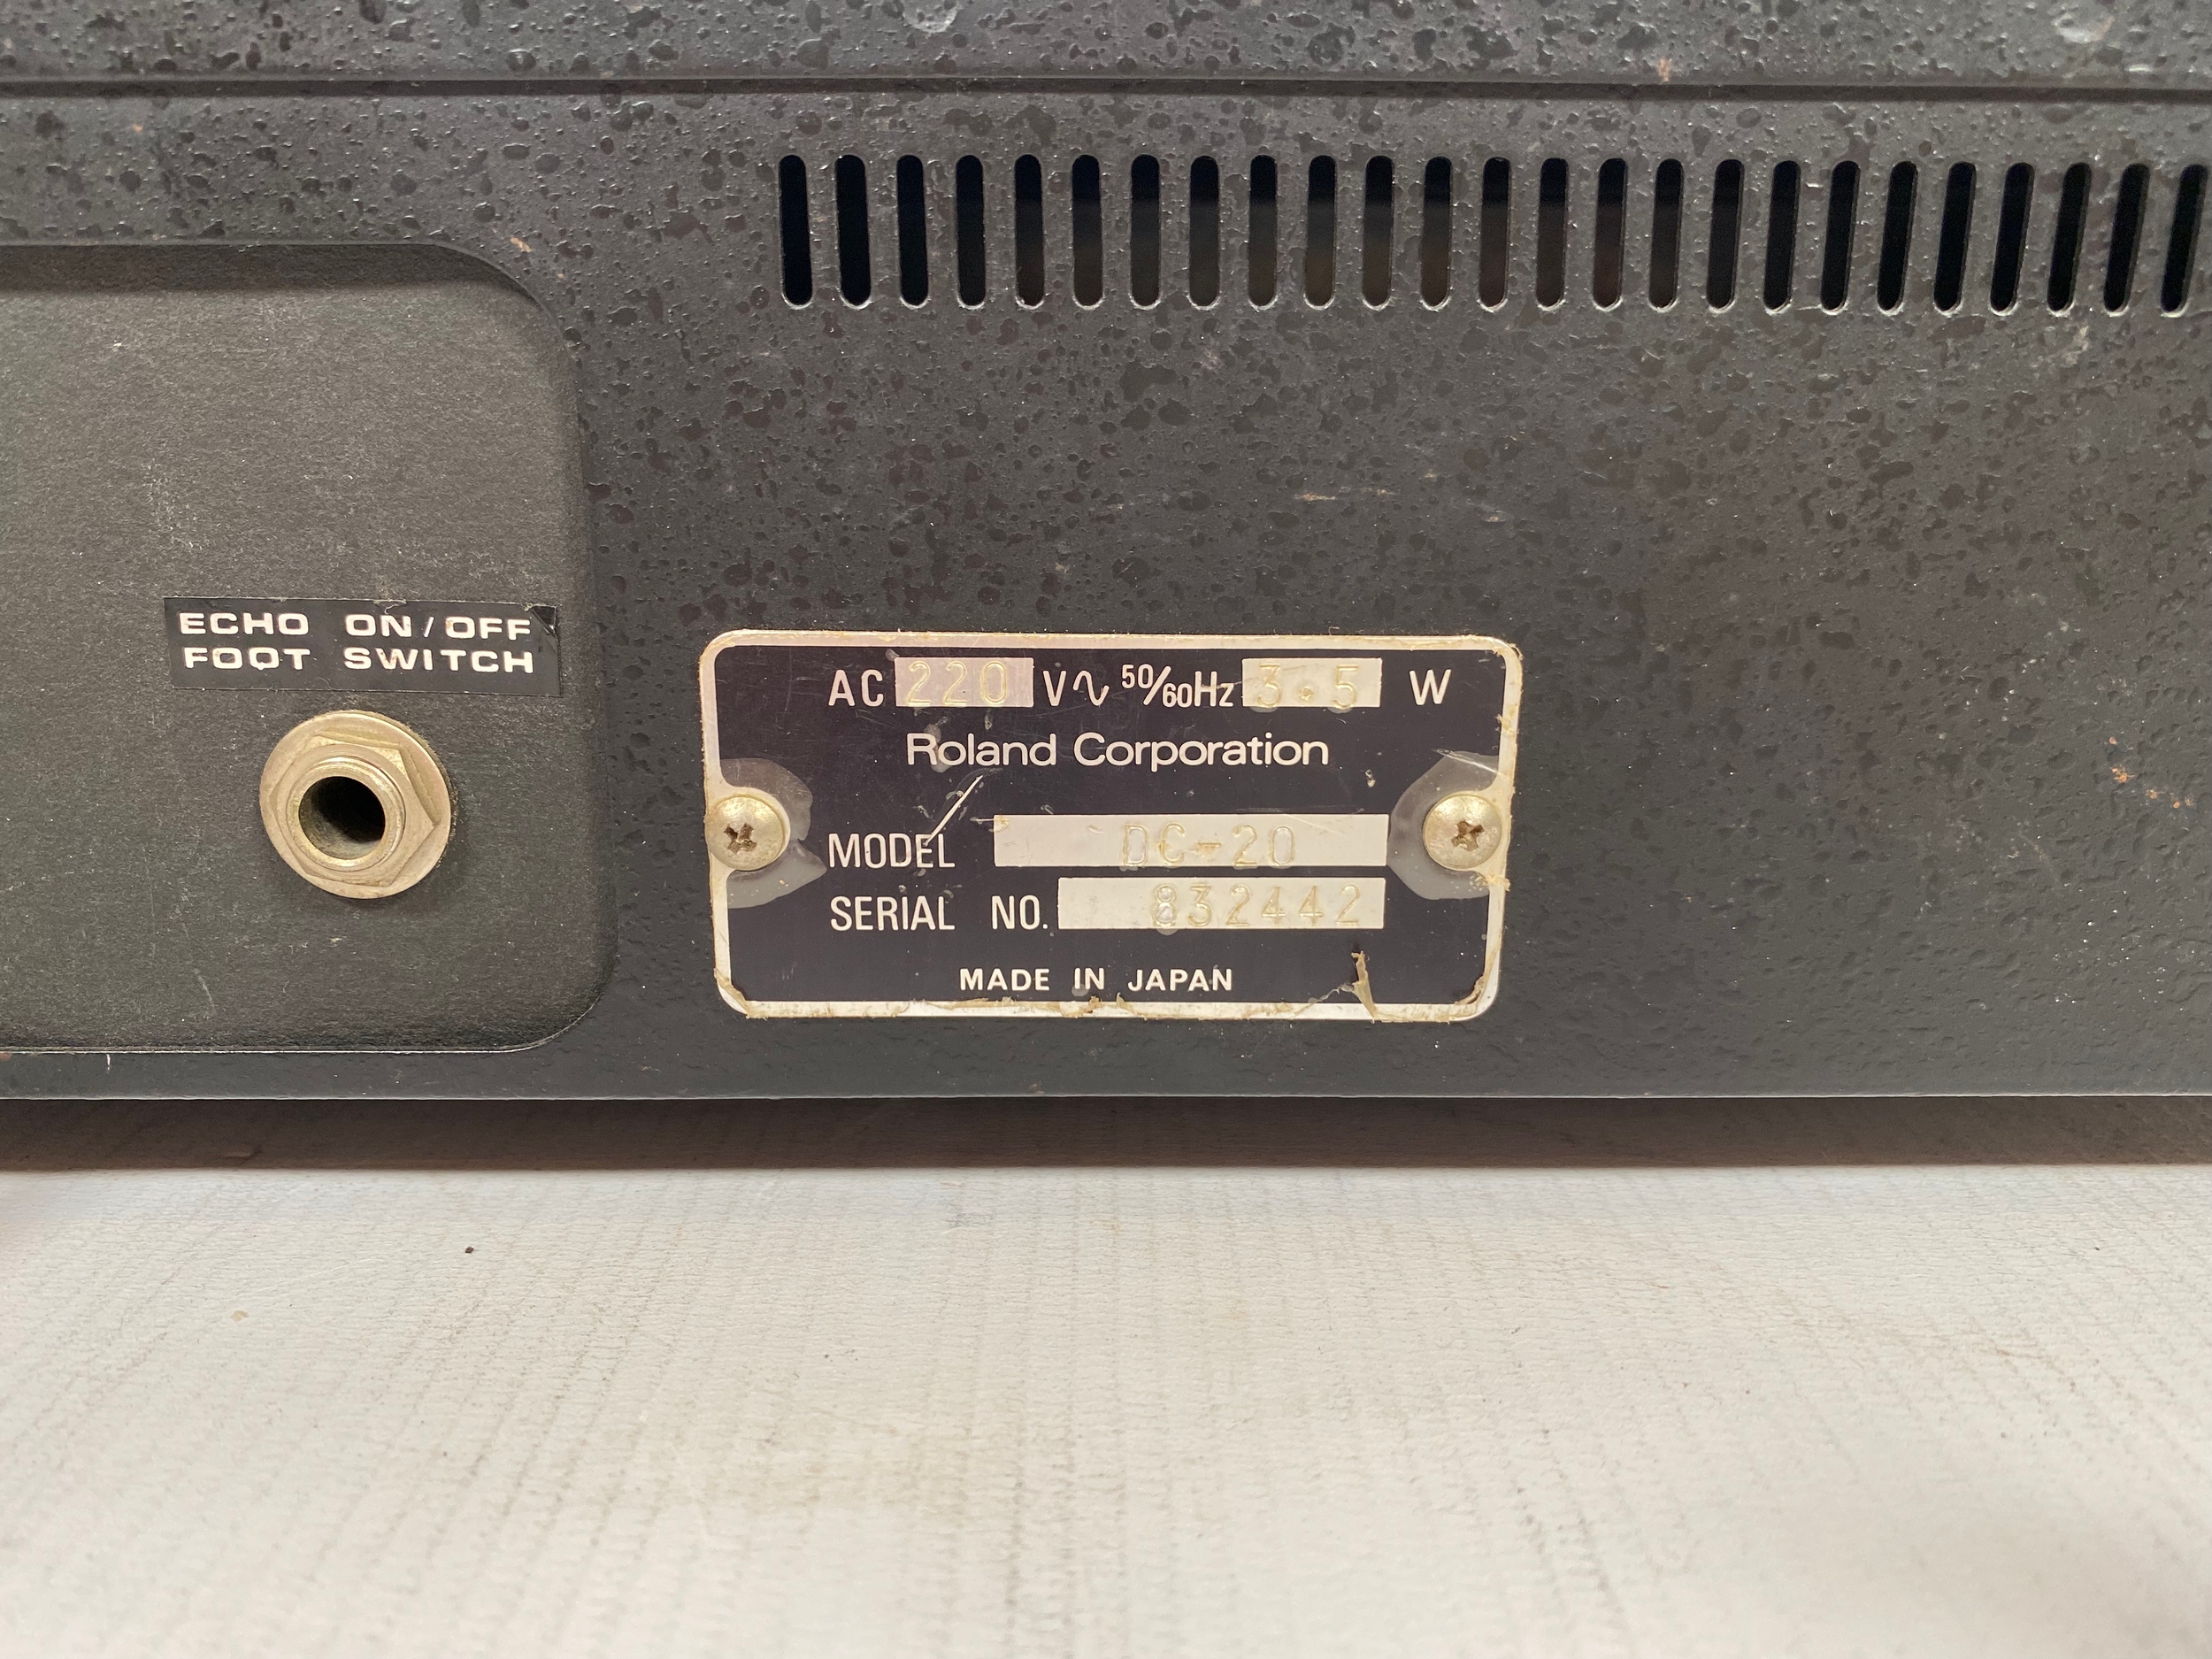 ECHO ON/OFF
FOOT SWITCH
AC 220 V∿ 50/60Hz 3.5 W
Roland Corporation
MODEL DC-20
SERIAL NO. 832442
MADE IN JAPAN